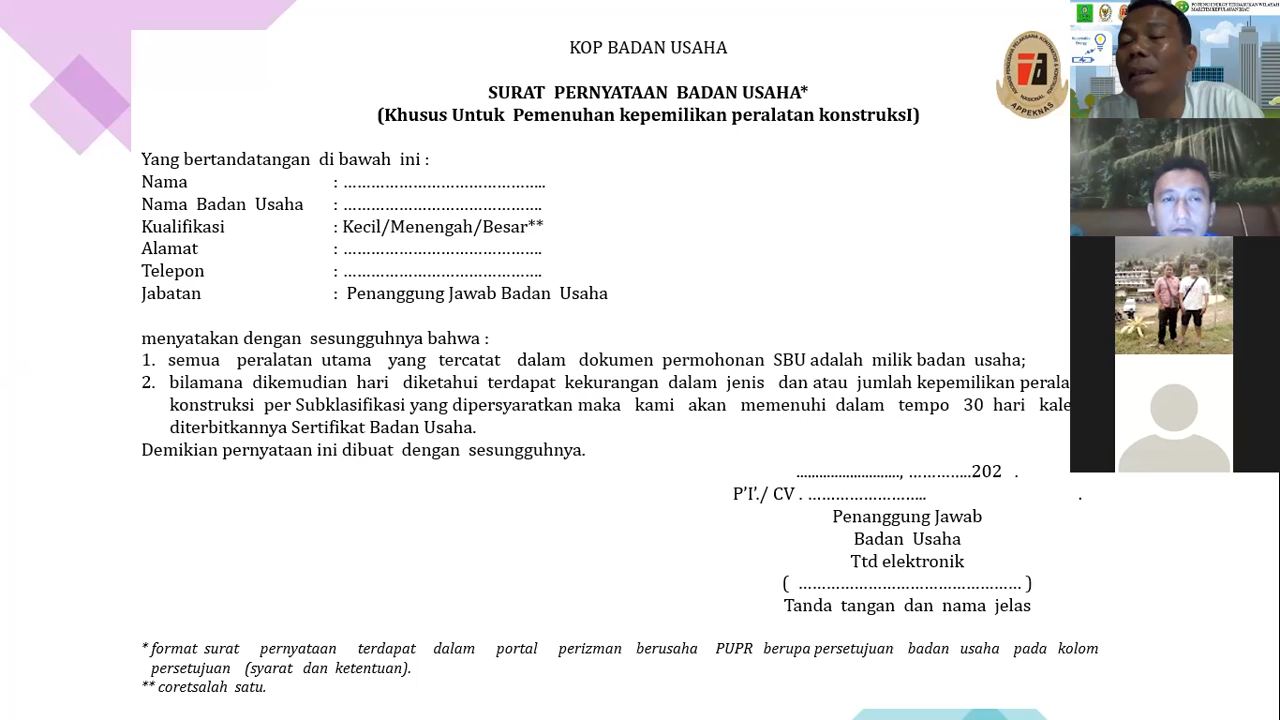 KOP BADAN USAHA
SURAT PERNYATAAN BADAN USAHA*
(Khusus Untuk Pemenuhan kepemilikan peralatan konstruksI)
APPEKNAS
Yang bertandatangan di bawah ini :
Nama : ……………………………………..
Nama Badan Usaha : …………………………………….
Kualifikasi : Kecil/Menengah/Besar**
Alamat : …………………………………….
Telepon : …………………………………….
Jabatan : Penanggung Jawab Badan Usaha
menyatakan dengan sesungguhnya bahwa :
1. semua peralatan utama yang tercatat dalam dokumen permohonan SBU adalah milik badan usaha;
2. bilamana dikemudian hari diketahui terdapat kekurangan dalam jenis dan atau jumlah kepemilikan perala
konstruksi per Subklasifikasi yang dipersyaratkan maka kami akan memenuhi dalam tempo 30 hari kale
diterbitkannya Sertifikat Badan Usaha.
Demikian pernyataan ini dibuat dengan sesungguhnya.
..........................., …………..202 .
P’I’./ CV . …………………….. .
Penanggung Jawab
Badan Usaha
Ttd elektronik
( ………………………………………… )
Tanda tangan dan nama jelas
* format surat pernyataan terdapat dalam portal perizman berusaha PUPR berupa persetujuan badan usaha pada kolom
persetujuan (syarat dan ketentuan).
** coretsalah satu.